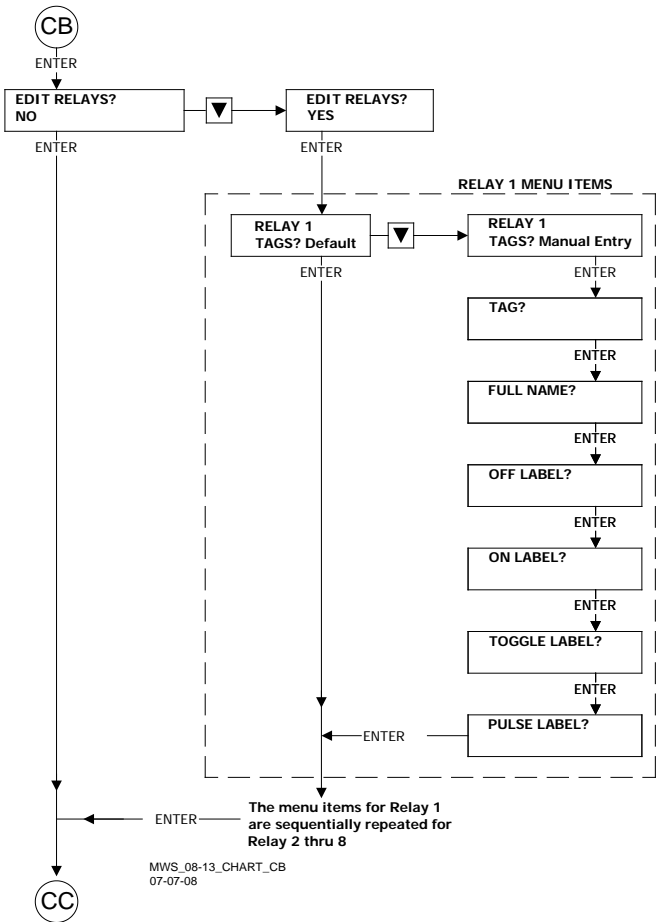 CB
ENTER
EDIT RELAYS?
NO
▼
EDIT RELAYS?
YES
ENTER
ENTER
RELAY 1 MENU ITEMS
RELAY 1
TAGS? Default
▼
RELAY 1
TAGS? Manual Entry
ENTER
ENTER
TAG?
ENTER
FULL NAME?
ENTER
OFF LABEL?
ENTER
ON LABEL?
ENTER
TOGGLE LABEL?
ENTER
PULSE LABEL?
ENTER
The menu items for Relay 1
are sequentially repeated for
Relay 2 thru 8
ENTER
MWS_08-13_CHART_CB
07-07-08
CC